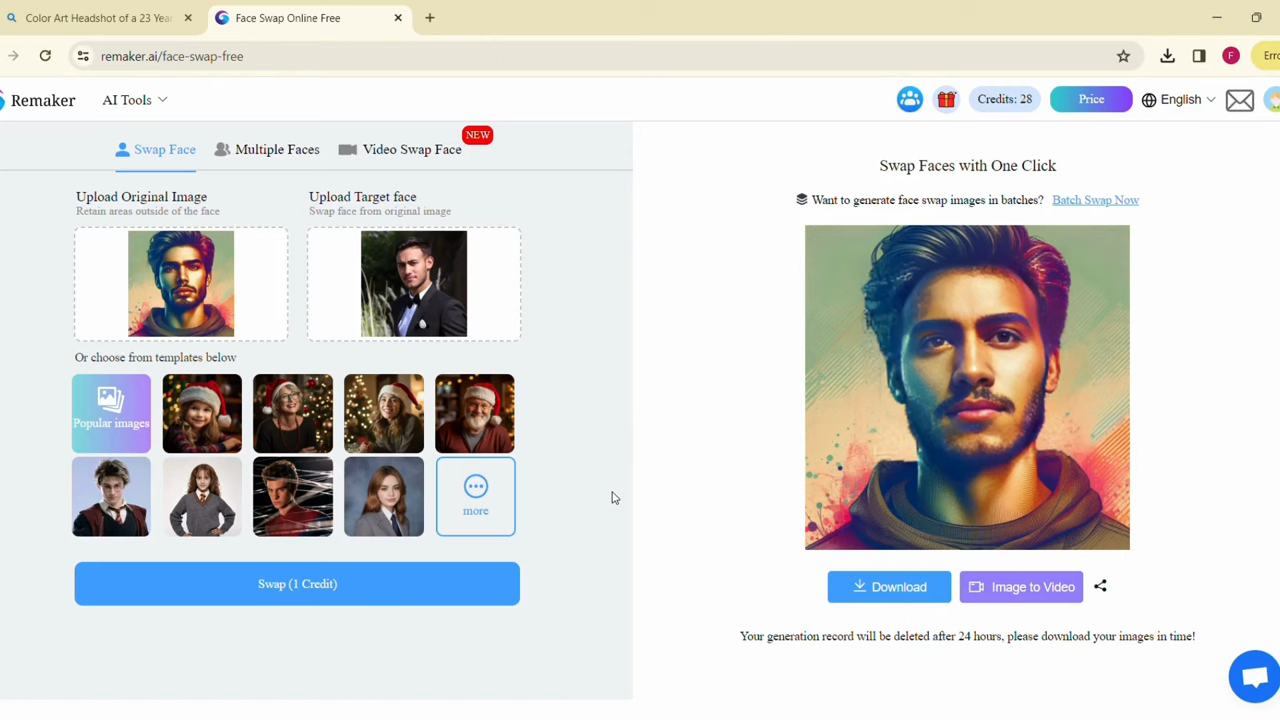 Color Art Headshot of a 23 Year
Face Swap Online Free
remaker.ai/face-swap-free
F
Erro
Remaker
AI Tools
Credits: 28
Price
English
Swap Face
Multiple Faces
Video Swap Face
NEW
Upload Original Image
Retain areas outside of the face
Upload Target face
Swap face from original image
Or choose from templates below
Popular images
more
Swap (1 Credit)
Swap Faces with One Click
Want to generate face swap images in batches? Batch Swap Now
Download
Image to Video
Your generation record will be deleted after 24 hours, please download your images in time!